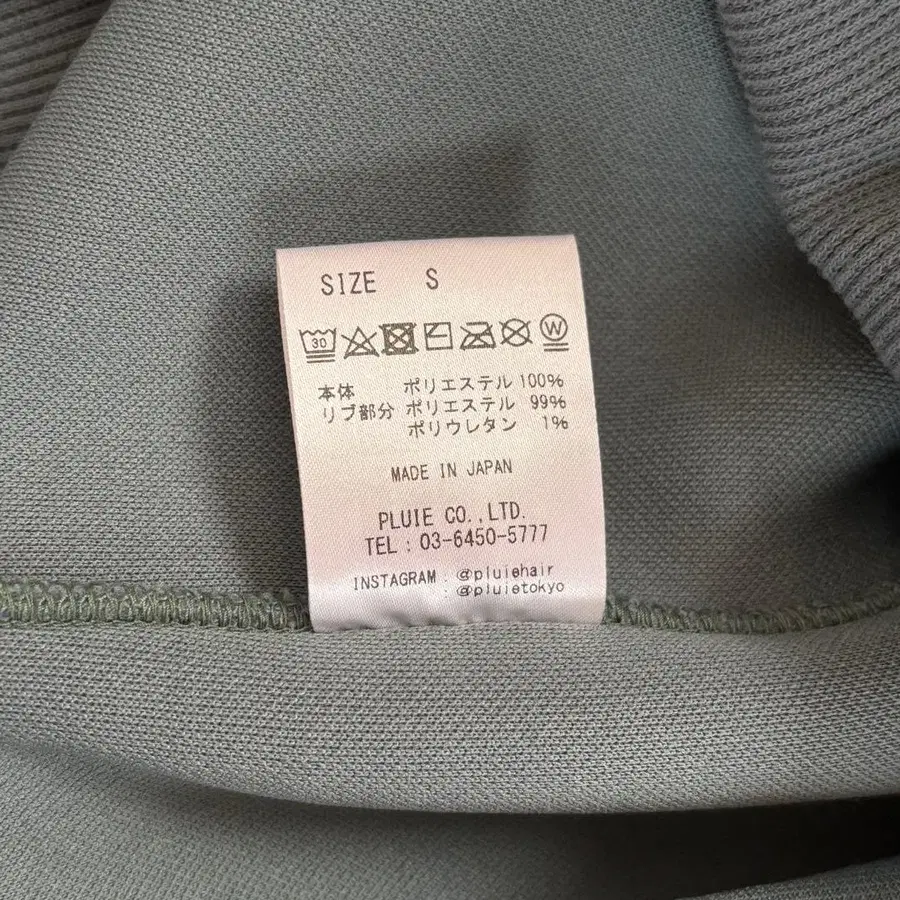 SIZE S
30 W
本体 ポリエステル 100%
リブ部分 ポリエステル 99%
ポリウレタン 1%
MADE IN JAPAN
PLUIE CO.,LTD.
TEL : 03-6450-5777
INSTAGRAM : @pluiehair
: @pluietokyo